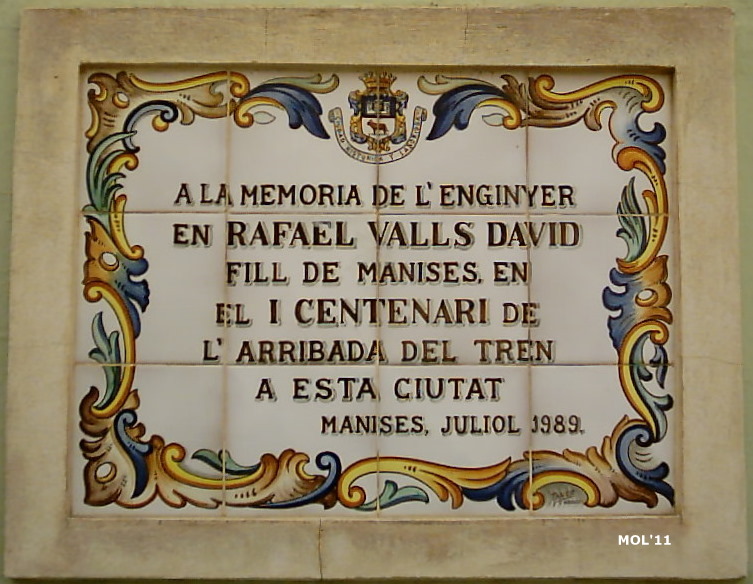 A LA MEMORIA DE L'ENGINYER
EN RAFAEL VALLS DAVID
FILL DE MANISES, EN
EL I CENTENARI DE
L'ARRIBADA DEL TREN
A ESTA CIUTAT
MANISES, JULIOL 1989.
MOL'11